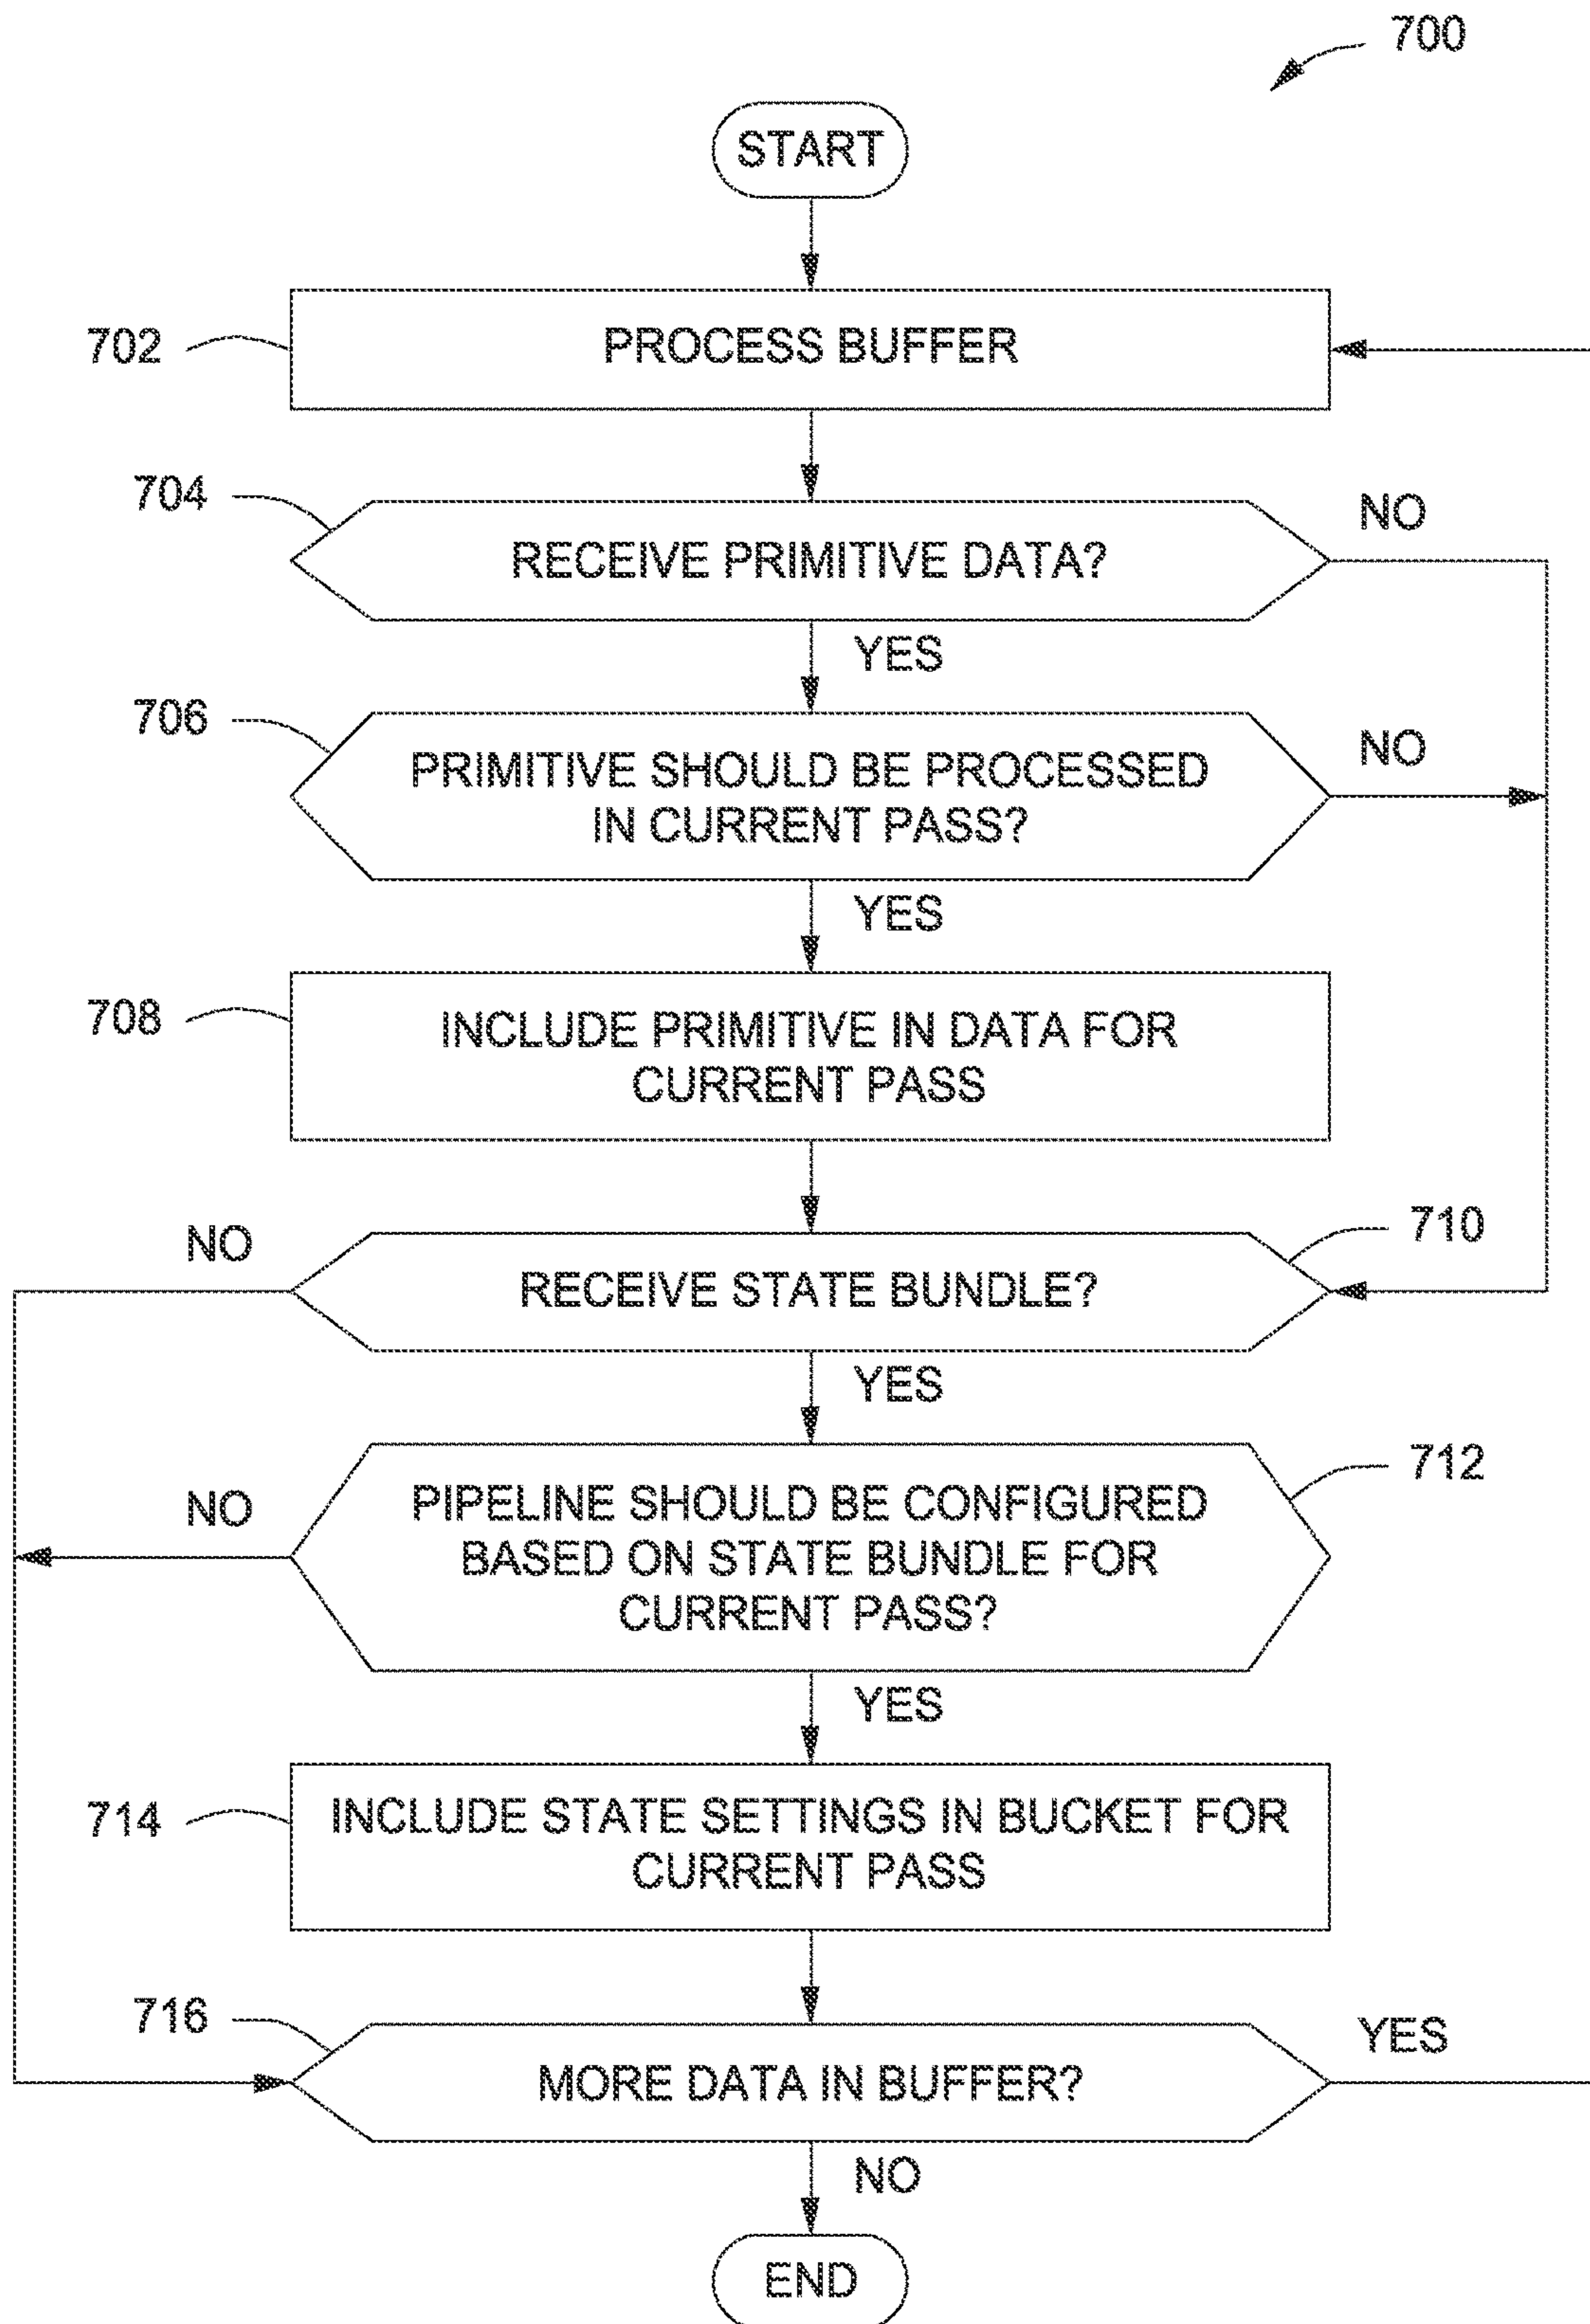 700
START
702
PROCESS BUFFER
704
NO
RECEIVE PRIMITIVE DATA?
YES
706
NO
PRIMITIVE SHOULD BE PROCESSED
IN CURRENT PASS?
YES
708
INCLUDE PRIMITIVE IN DATA FOR
CURRENT PASS
NO
710
RECEIVE STATE BUNDLE?
YES
712
NO
PIPELINE SHOULD BE CONFIGURED
BASED ON STATE BUNDLE FOR
CURRENT PASS?
YES
714
INCLUDE STATE SETTINGS IN BUCKET FOR
CURRENT PASS
716
YES
MORE DATA IN BUFFER?
NO
END